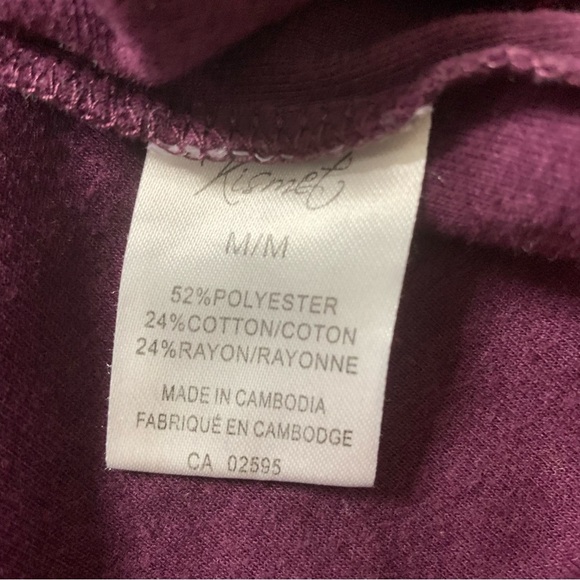 Kismet
M/M
52%POLYESTER
24%COTTON/COTON
24%RAYON/RAYONNE
MADE IN CAMBODIA
FABRIQUÉ EN CAMBODGE
CA 02595